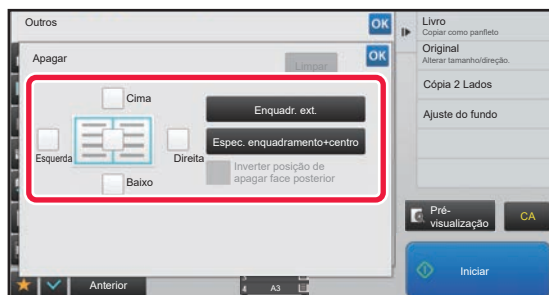 Outros
OK
Apagar
Limpar
OK
Cima
Esquerda
Direita
Baixo
Enquadr. ext.
Espec. enquadramento+centro
Inverter posição de
apagar face posterior
Anterior
4 A3
Livro
Copiar como panfleto
Original
Alterar tamanho/direção.
Cópia 2 Lados
Ajuste do fundo
Pré-
visualização
CA
Iniciar